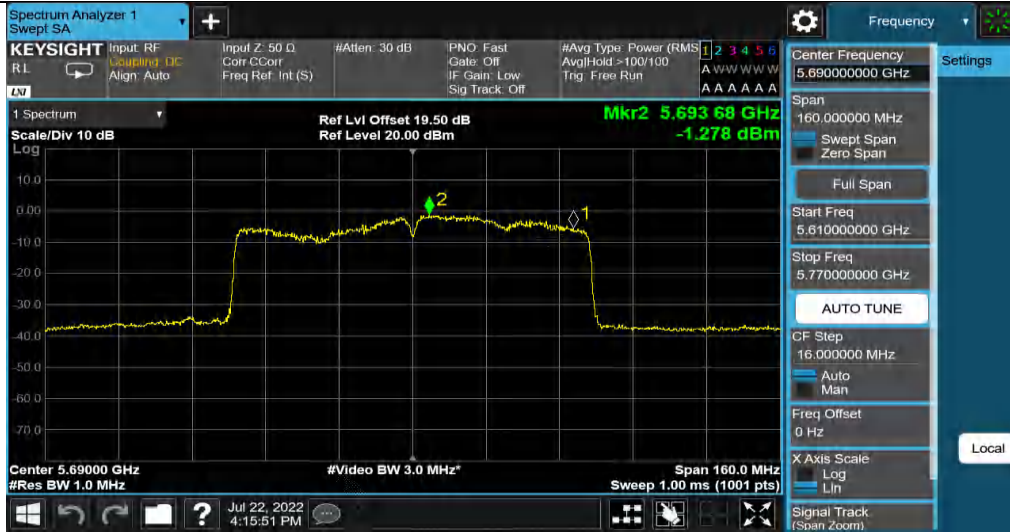 Spectrum Analyzer 1
Swept SA
+
Frequency
KEYSIGHT
RL
LXI
Input: RF
Coupling: DC
Align: Auto
Input Z: 50 Ω
Corr CCorr
Freq Ref: Int (S)
#Atten: 30 dB
PNO: Fast
Gate: Off
IF Gain: Low
Sig Track: Off
#Avg Type: Power (RMS
Avg|Hold >100/100
Trig: Free Run
1 2 3 4 5 6
A W W W W W
A A A A A A
1 Spectrum
Scale/Div 10 dB
Log
Ref Lvl Offset 19.50 dB
Ref Level 20.00 dBm
Mkr2 5.693 68 GHz
-1.278 dBm
10.0
0.00
-10.0
-20.0
-30.0
-40.0
-50.0
-60.0
-70.0
2
1
Center 5.69000 GHz
#Res BW 1.0 MHz
#Video BW 3.0 MHz*
Span 160.0 MHz
Sweep 1.00 ms (1001 pts)
?
Jul 22, 2022
4:15:51 PM
Center Frequency
5.690000000 GHz
Span
160.000000 MHz
Swept Span
Zero Span
Full Span
Start Freq
5.610000000 GHz
Stop Freq
5.770000000 GHz
AUTO TUNE
CF Step
16.000000 MHz
Auto
Man
Freq Offset
0 Hz
X Axis Scale
Log
Lin
Signal Track
(Span Zoom)
Settings
Local